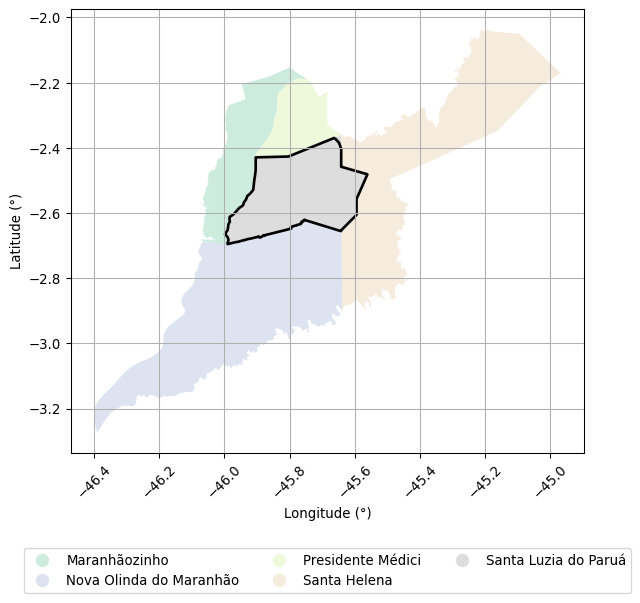 −2.0
−2.2
−2.4
−2.6
−2.8
−3.0
−3.2
Latitude (°)
−46.4
−46.2
−46.0
−45.8
−45.6
−45.4
−45.2
−45.0
Longitude (°)
Maranhãozinho
Nova Olinda do Maranhão
Presidente Médici
Santa Helena
Santa Luzia do Paruá